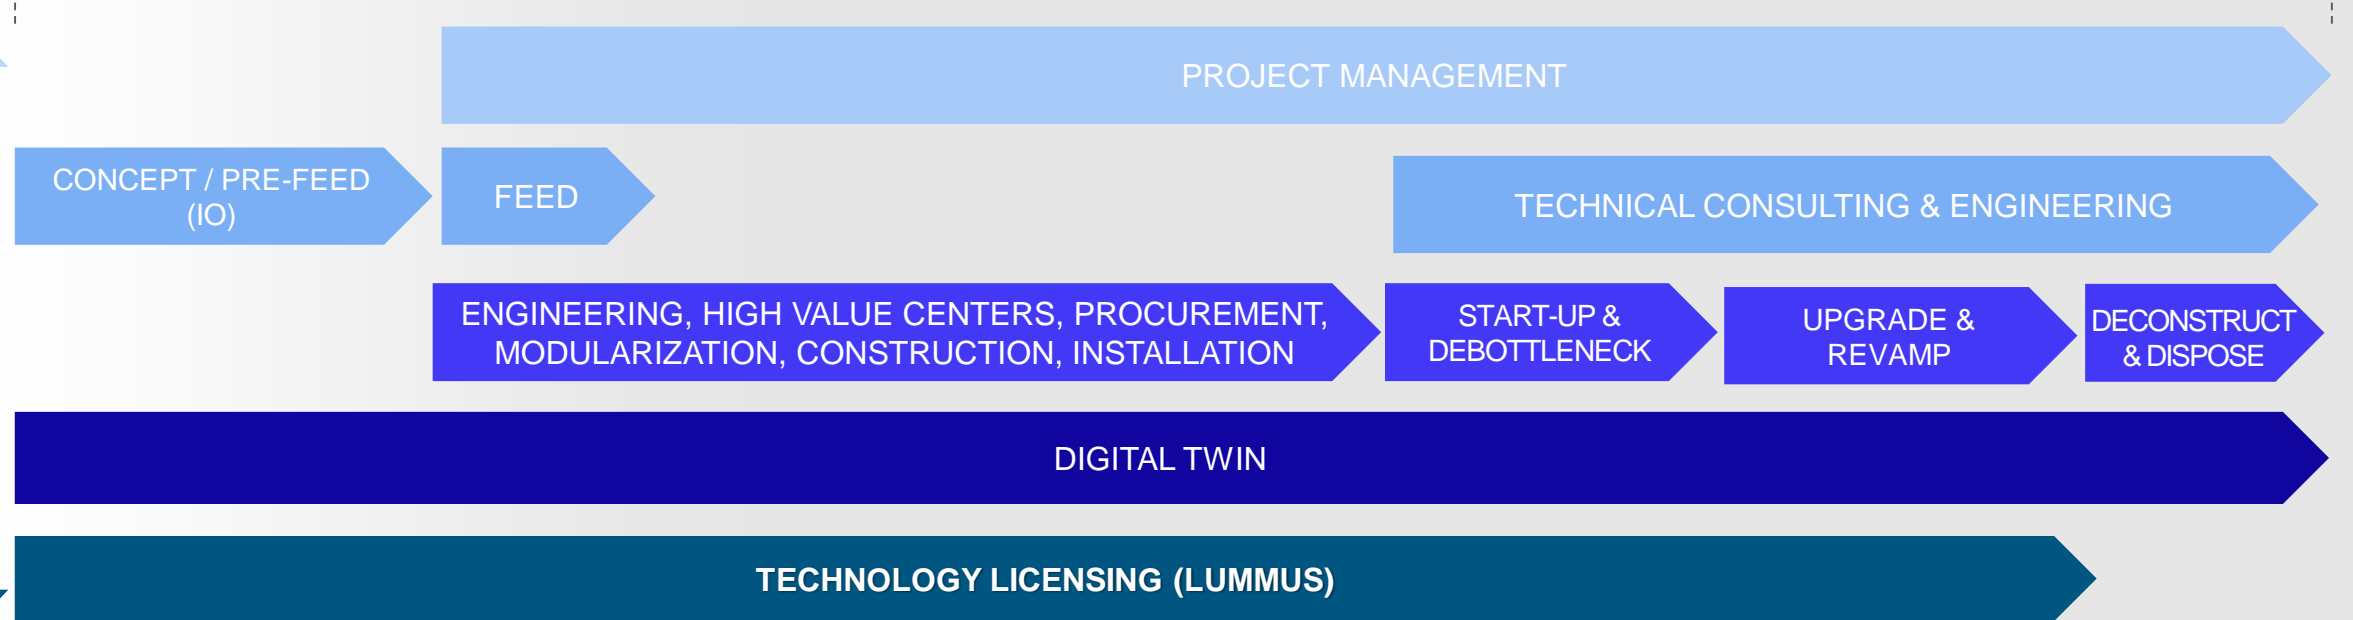 PROJECT MANAGEMENT
CONCEPT / PRE-FEED
(IO)
FEED
TECHNICAL CONSULTING & ENGINEERING
ENGINEERING, HIGH VALUE CENTERS, PROCUREMENT,
MODULARIZATION, CONSTRUCTION, INSTALLATION
START-UP &
DEBOTTLENECK
UPGRADE &
REVAMP
DECONSTRUCT
& DISPOSE
DIGITAL TWIN
TECHNOLOGY LICENSING (LUMMUS)